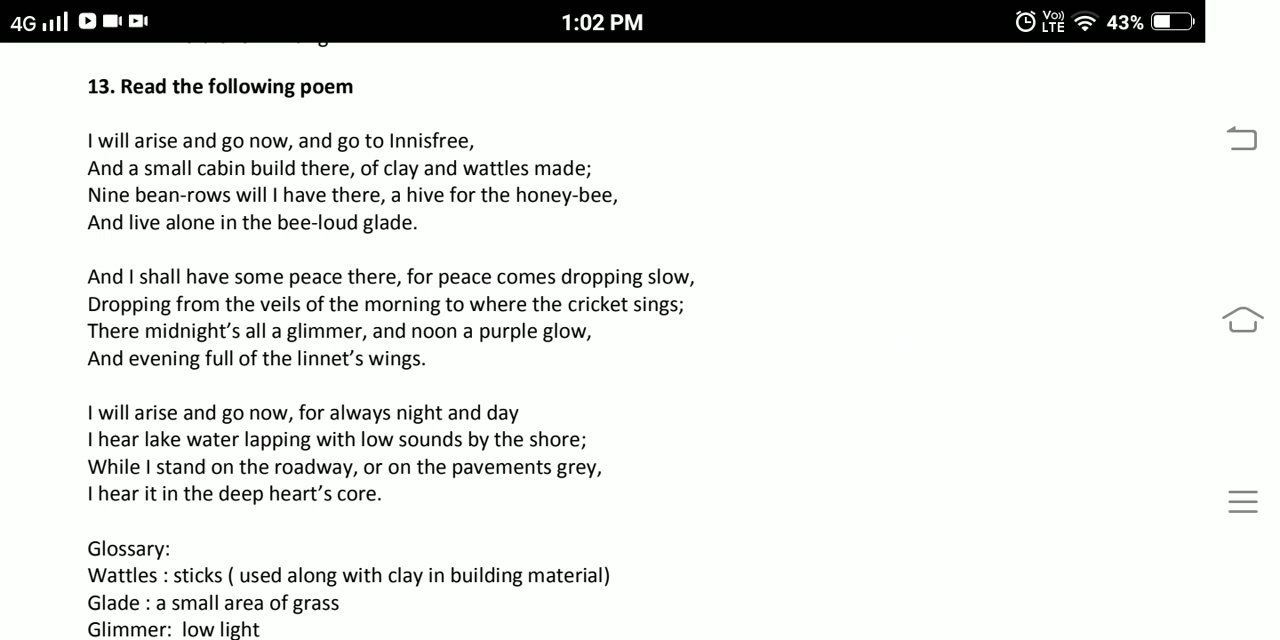 4G 1:02 PM Vo)) LTE 43%
13. Read the following poem
I will arise and go now, and go to Innisfree,
And a small cabin build there, of clay and wattles made;
Nine bean-rows will I have there, a hive for the honey-bee,
And live alone in the bee-loud glade.
And I shall have some peace there, for peace comes dropping slow,
Dropping from the veils of the morning to where the cricket sings;
There midnight’s all a glimmer, and noon a purple glow,
And evening full of the linnet’s wings.
I will arise and go now, for always night and day
I hear lake water lapping with low sounds by the shore;
While I stand on the roadway, or on the pavements grey,
I hear it in the deep heart’s core.
Glossary:
Wattles : sticks ( used along with clay in building material)
Glade : a small area of grass
Glimmer:  low light